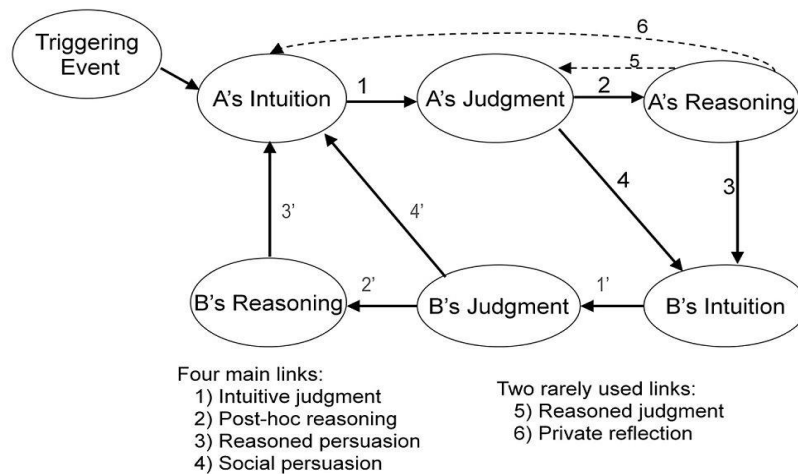 Triggering
Event
6
5
A's Intuition
1
A's Judgment
2
A's Reasoning
3'
4'
4
3
B's Reasoning
2'
B's Judgment
1'
B's Intuition
Four main links:
1) Intuitive judgment
2) Post-hoc reasoning
3) Reasoned persuasion
4) Social persuasion
Two rarely used links:
5) Reasoned judgment
6) Private reflection